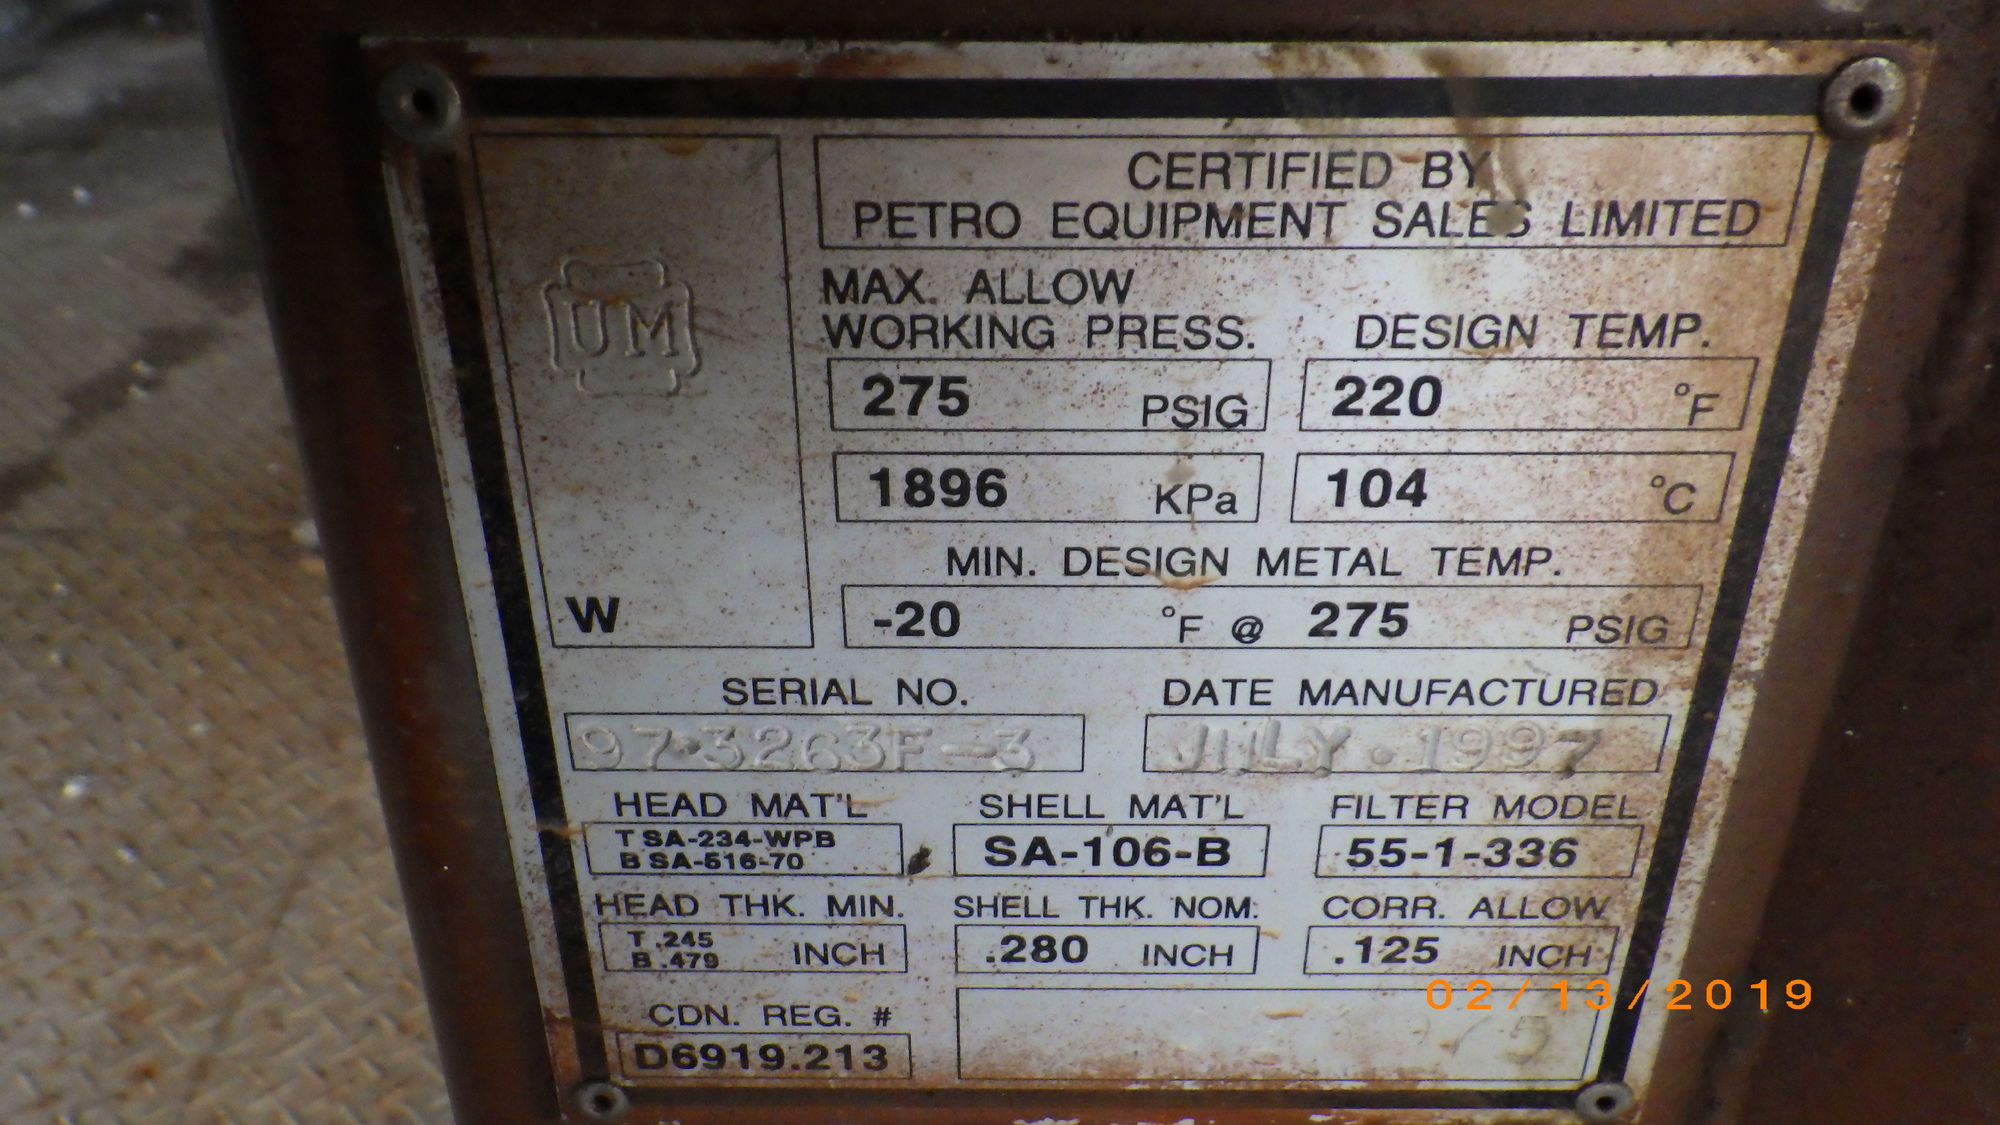 CERTIFIED BY
PETRO EQUIPMENT SALES LIMITED
UM
W
MAX. ALLOW
WORKING PRESS. DESIGN TEMP.
275 PSIG 220 °F
1896 KPa 104 °C
MIN. DESIGN METAL TEMP.
-20 °F @ 275 PSIG
SERIAL NO. DATE MANUFACTURED
97-3263F-3 JULY.1997
HEAD MAT'L SHELL MAT'L FILTER MODEL
T SA-234-WPB
B SA-516-70
SA-106-B 55-1-336
HEAD THK. MIN. SHELL THK. NOM. CORR. ALLOW
T .245
B .479
INCH .280 INCH .125 INCH
CDN. REG. #
D6919.213
02/13/2019